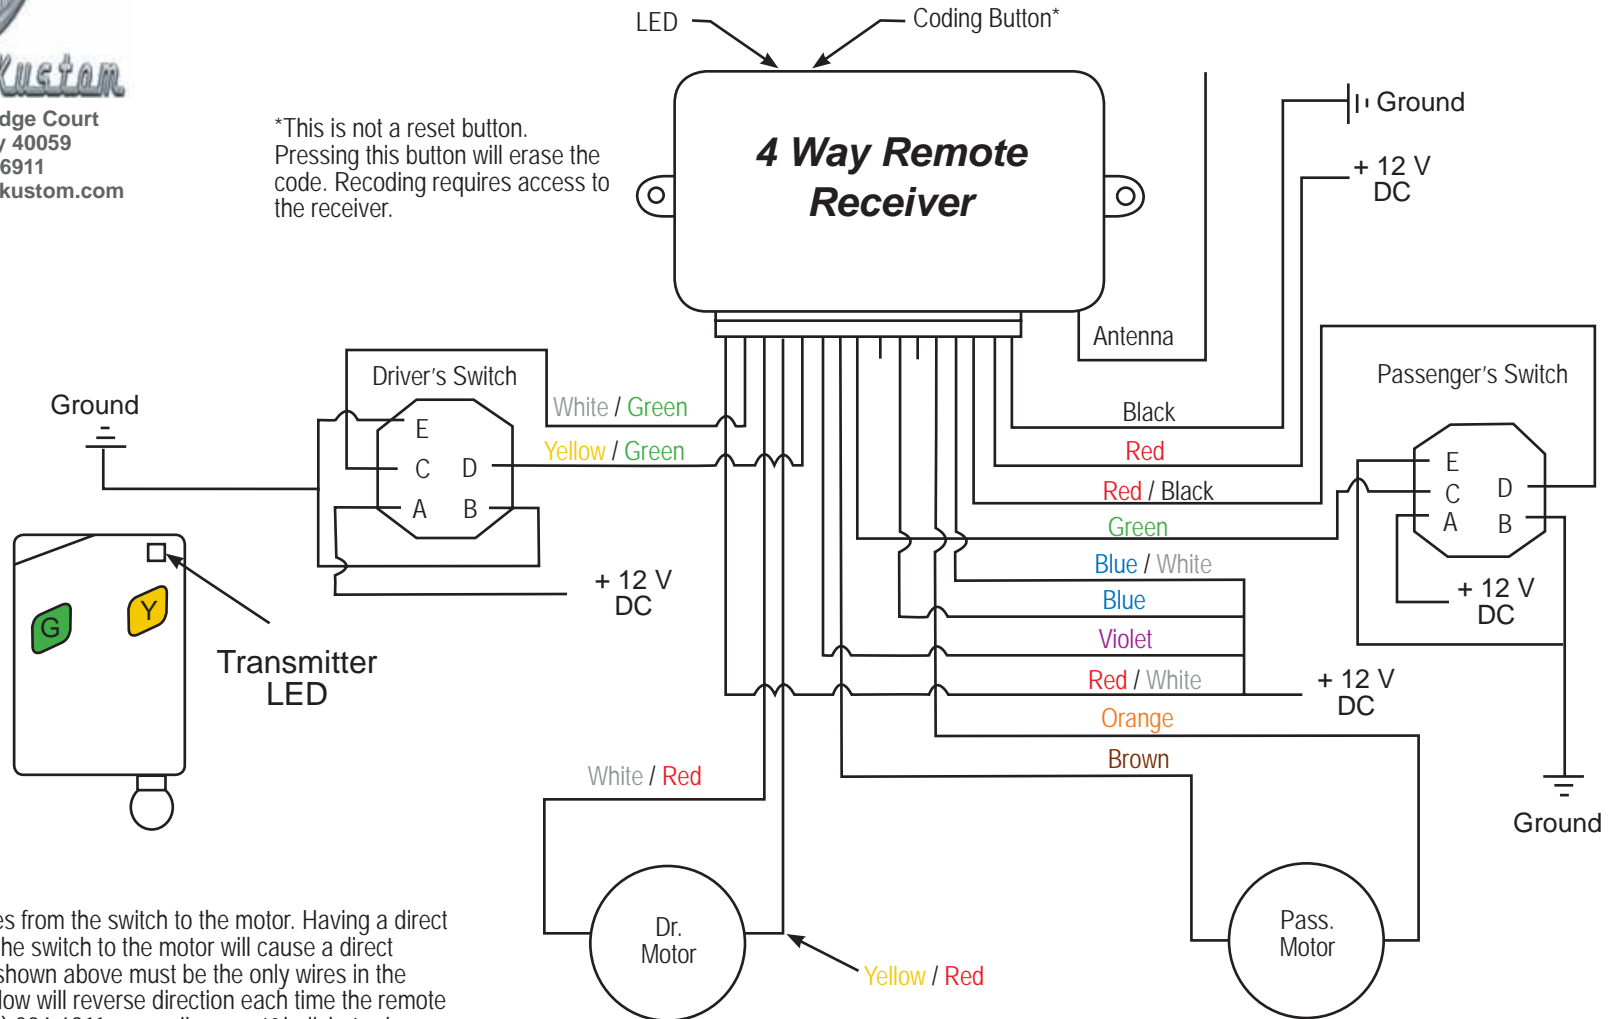 Kustom
dge Court
40059
6911
kustom.com
LED
Coding Button*
*This is not a reset button.
Pressing this button will erase the
code. Recoding requires access to
the receiver.
4 Way Remote
Receiver
Ground
+ 12 V
DC
Antenna
Driver's Switch
Passenger's Switch
Ground
White / Green
Yellow / Green
E
C
D
A
B
Black
Red
Red / Black
Green
Blue / White
Blue
Violet
Red / White
Orange
Brown
E
C
D
A
B
+ 12 V
DC
+ 12 V
DC
+ 12 V
DC
Ground
G
Y
Transmitter
LED
White / Red
Dr.
Motor
Yellow / Red
Pass.
Motor
es from the switch to the motor. Having a direct
he switch to the motor will cause a direct
shown above must be the only wires in the
low will reverse direction each time the remote